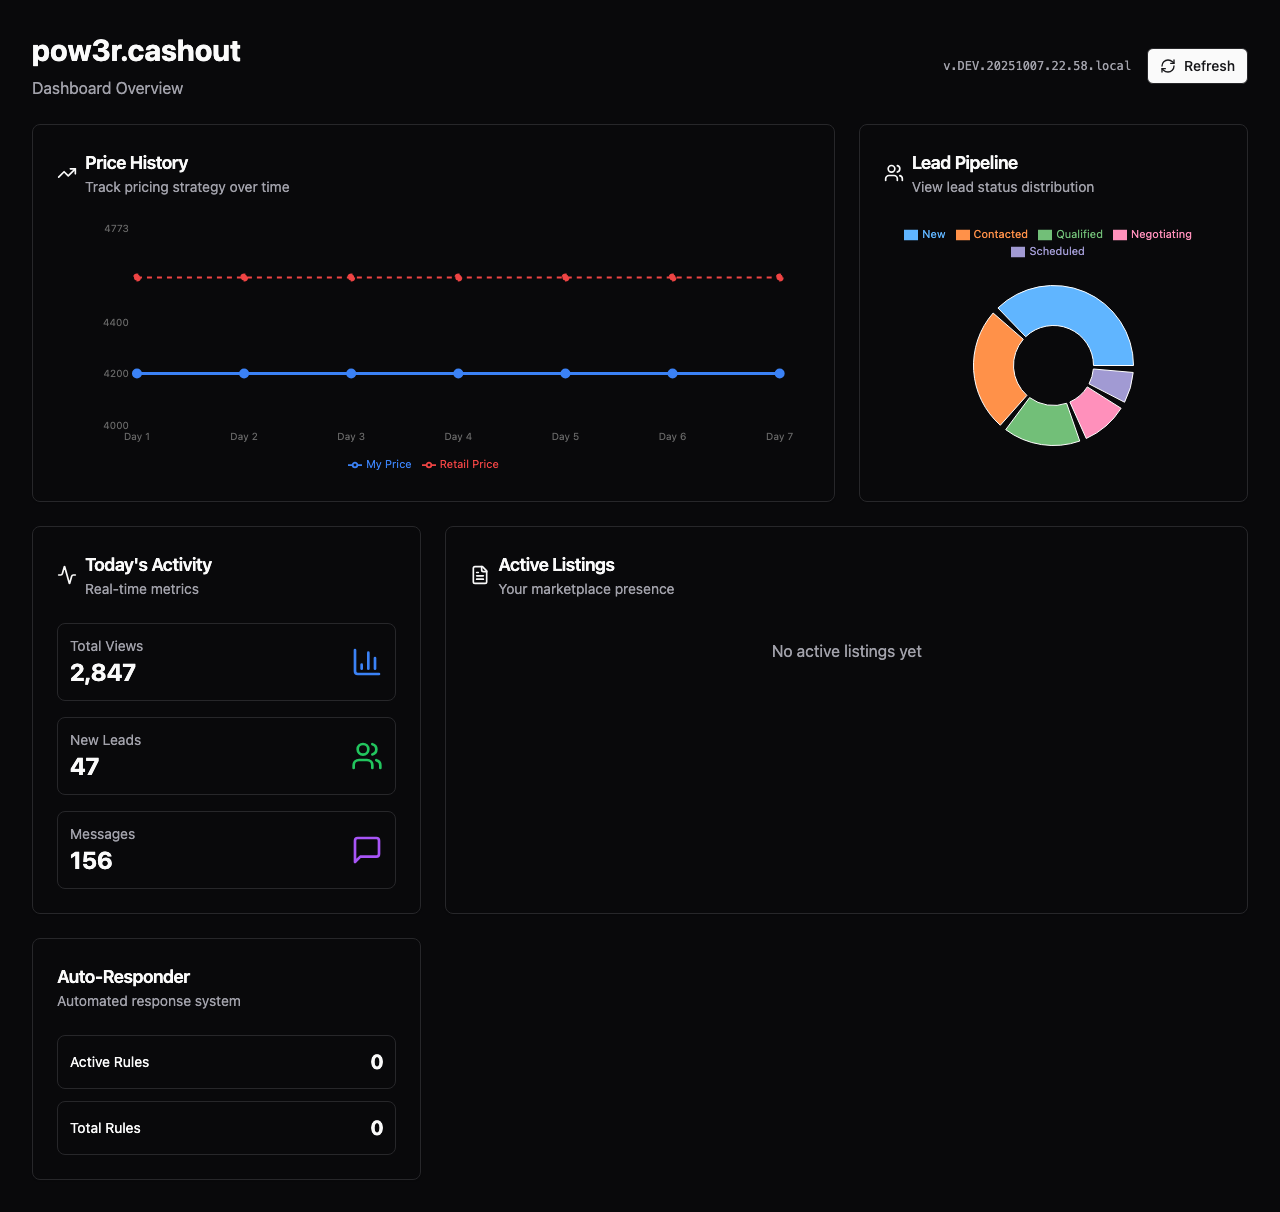 pow3r.cashout
Dashboard Overview
v.DEV.20251007.22.58.local
Refresh
Price History
Track pricing strategy over time
4773
4400
4200
4000
Day 1 Day 2 Day 3 Day 4 Day 5 Day 6 Day 7
My Price Retail Price
Lead Pipeline
View lead status distribution
New Contacted Qualified Negotiating
Scheduled
Today's Activity
Real-time metrics
Total Views
2,847
New Leads
47
Messages
156
Active Listings
Your marketplace presence
No active listings yet
Auto-Responder
Automated response system
Active Rules 0
Total Rules 0